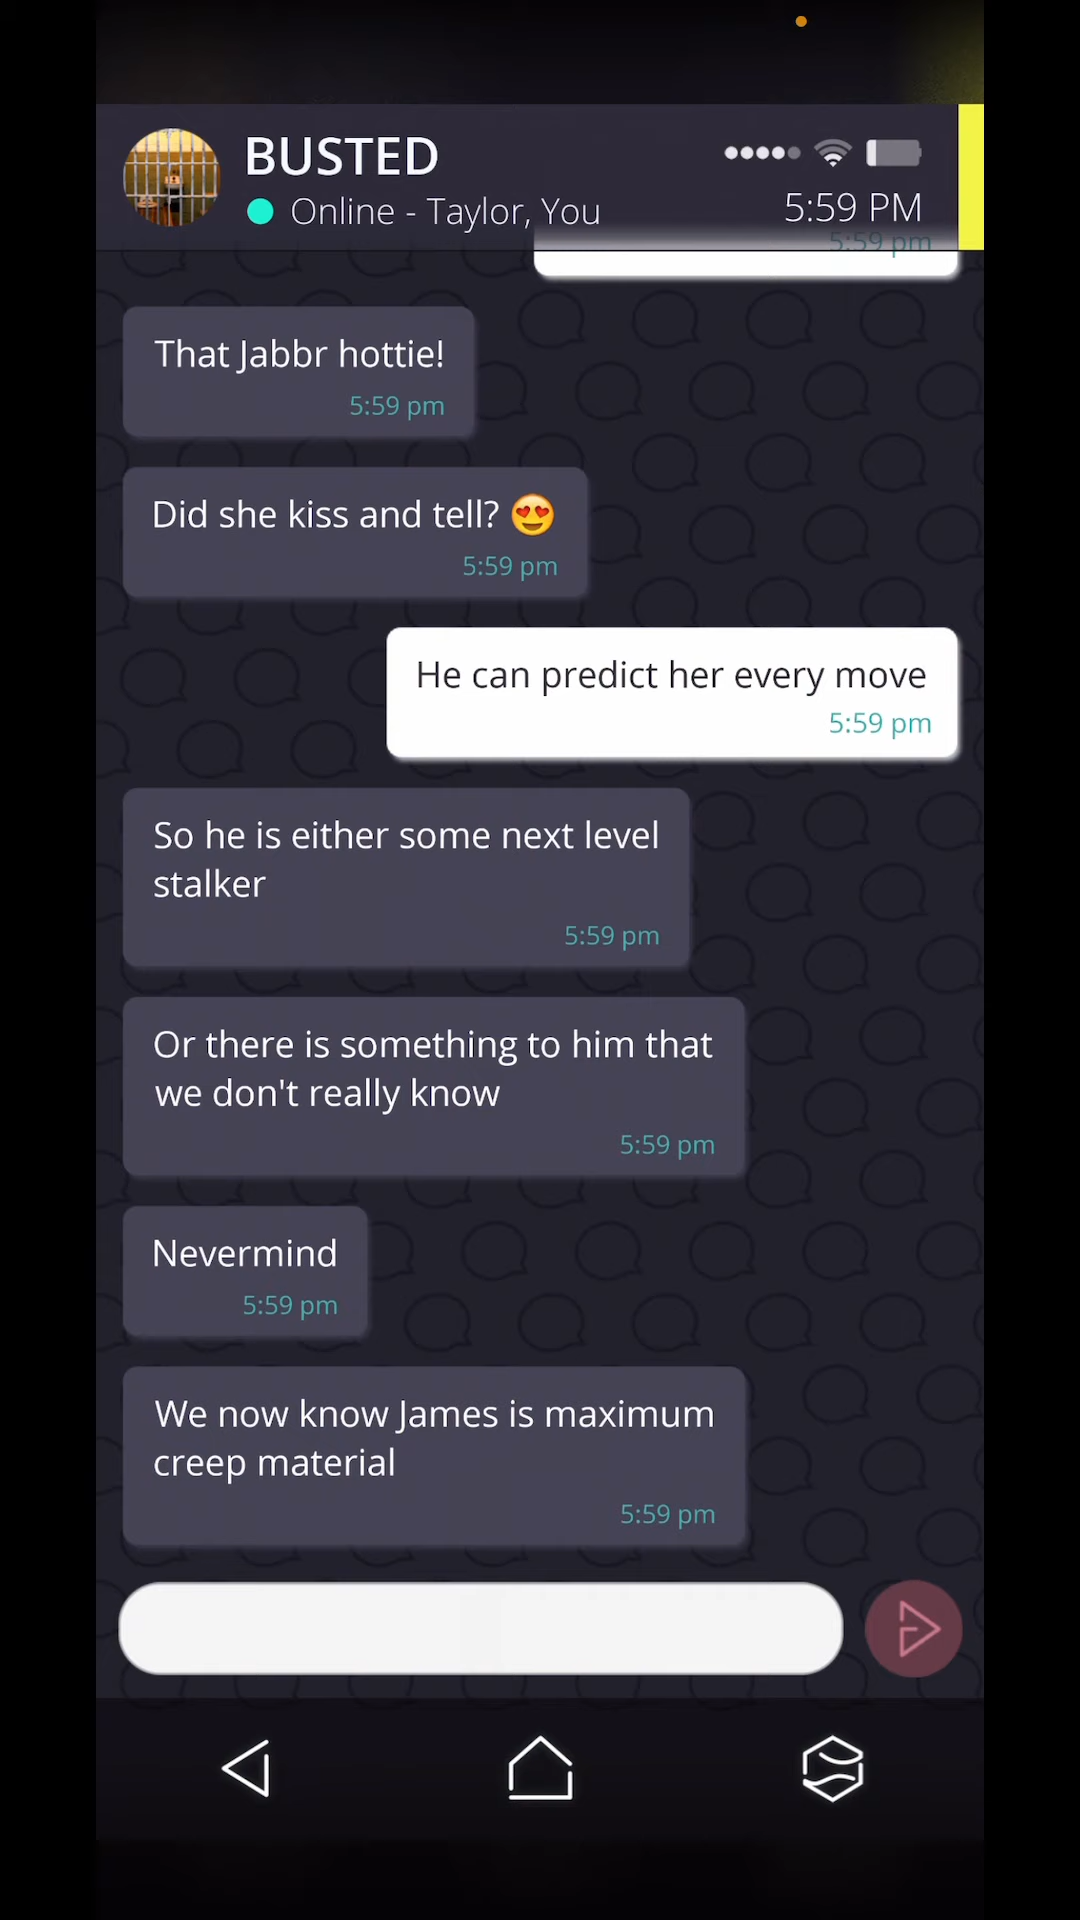 BUSTED
Online - Taylor, You
5:59 PM
5:59 pm
That Jabbr hottie!
5:59 pm
Did she kiss and tell? 😍
5:59 pm
He can predict her every move
5:59 pm
So he is either some next level
stalker
5:59 pm
Or there is something to him that
we don't really know
5:59 pm
Nevermind
5:59 pm
We now know James is maximum
creep material
5:59 pm